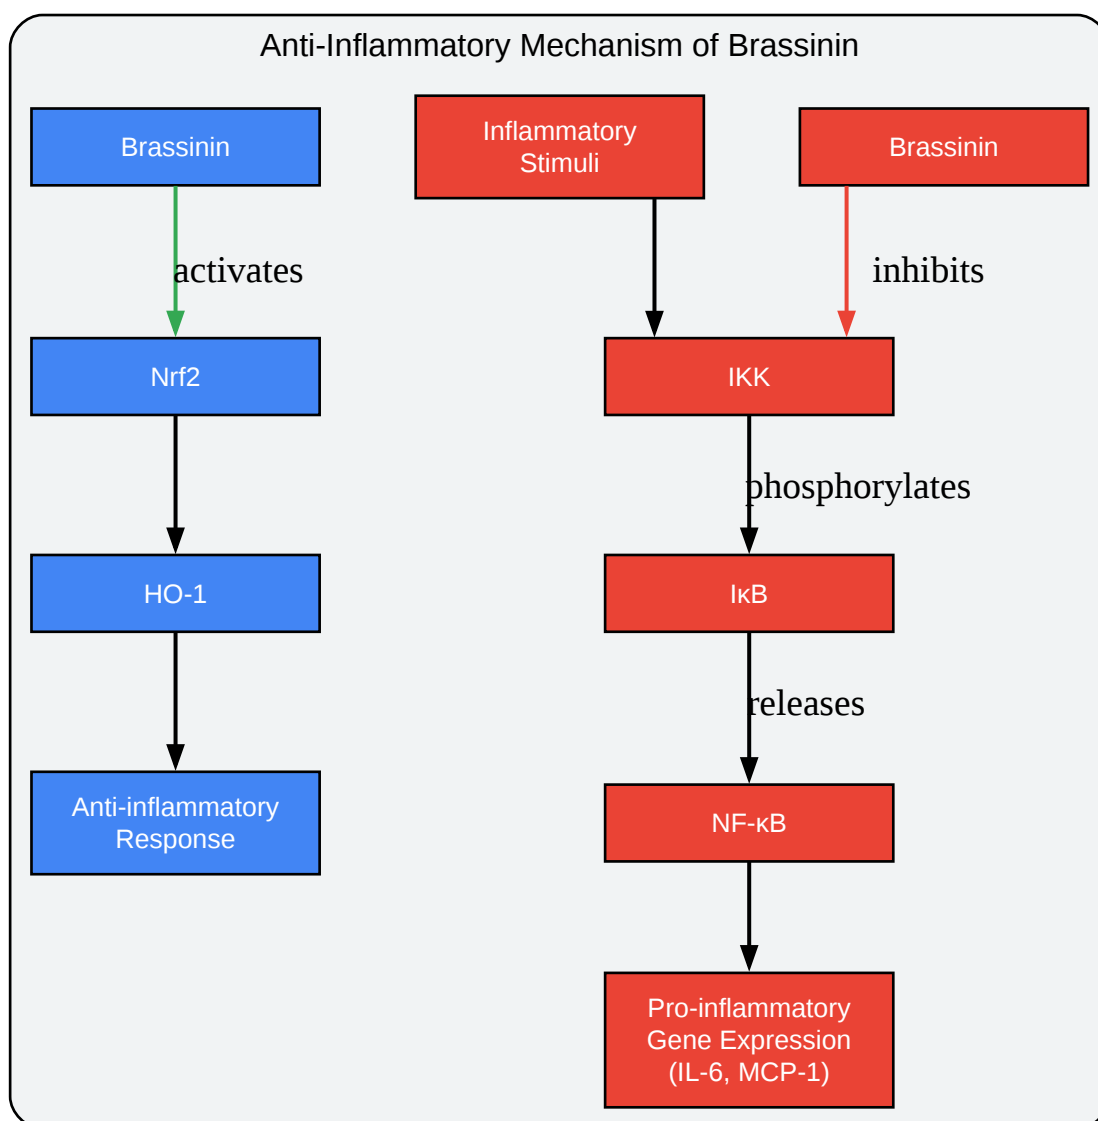 Anti-Inflammatory Mechanism of Brassinin
Brassinin
Inflammatory
Stimuli
Brassinin
activates
inhibits
Nrf2
IKK
phosphorylates
HO-1
IκB
releases
Anti-inflammatory
Response
NF-κB
Pro-inflammatory
Gene Expression
(IL-6, MCP-1)